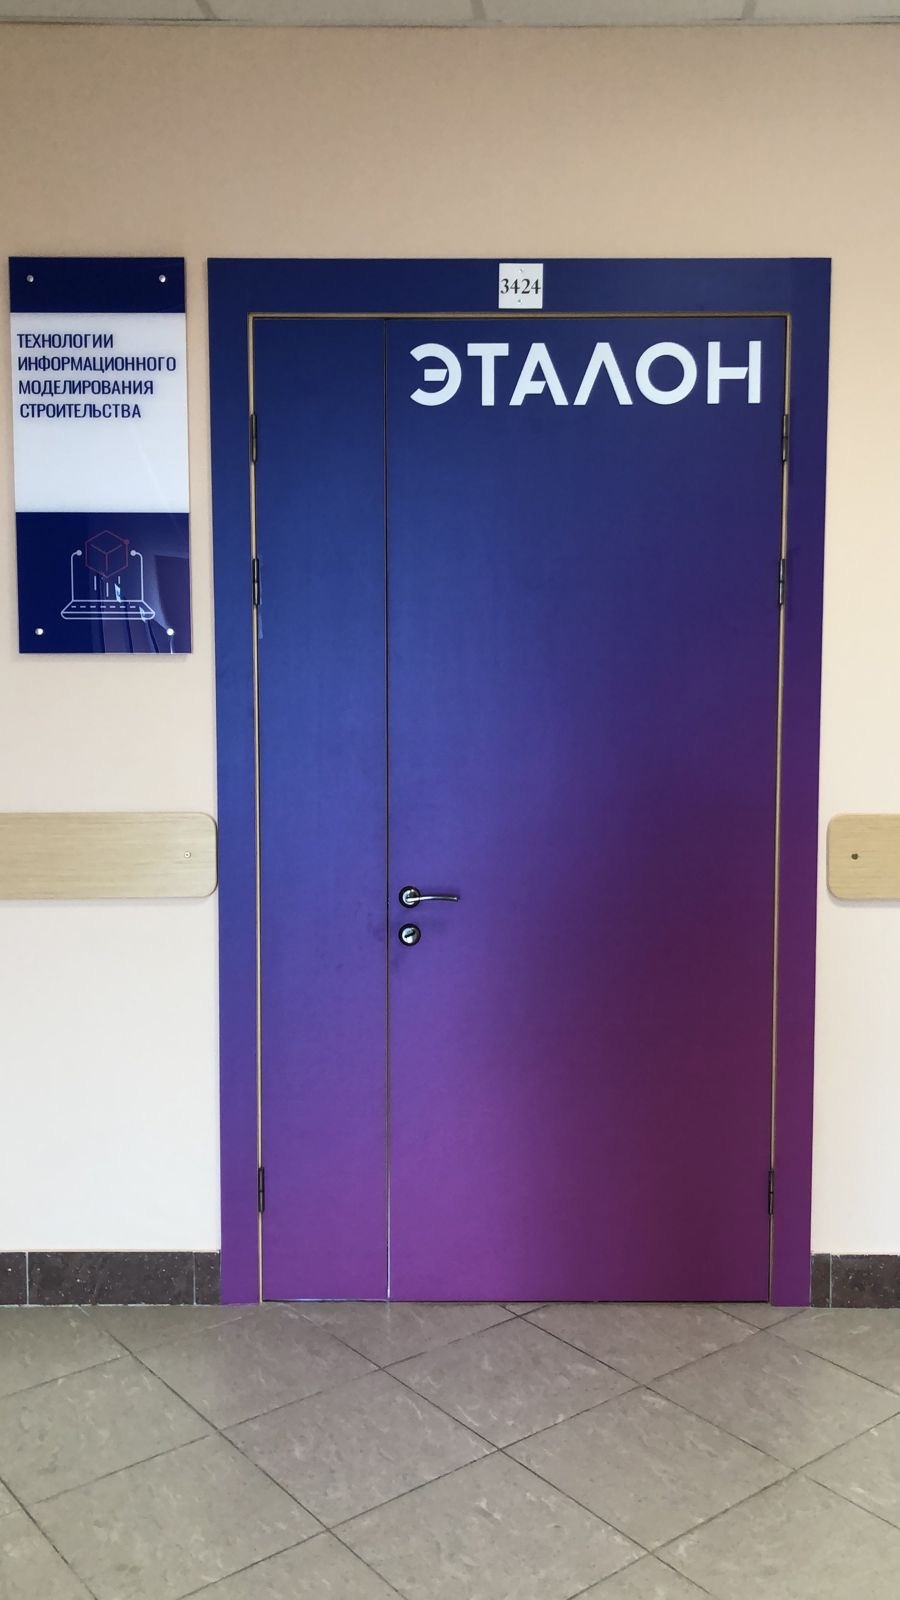 3424
ЭТАЛОН
ТЕХНОЛОГИИ
ИНФОРМАЦИОННОГО
МОДЕЛИРОВАНИЯ
СТРОИТЕЛЬСТВА